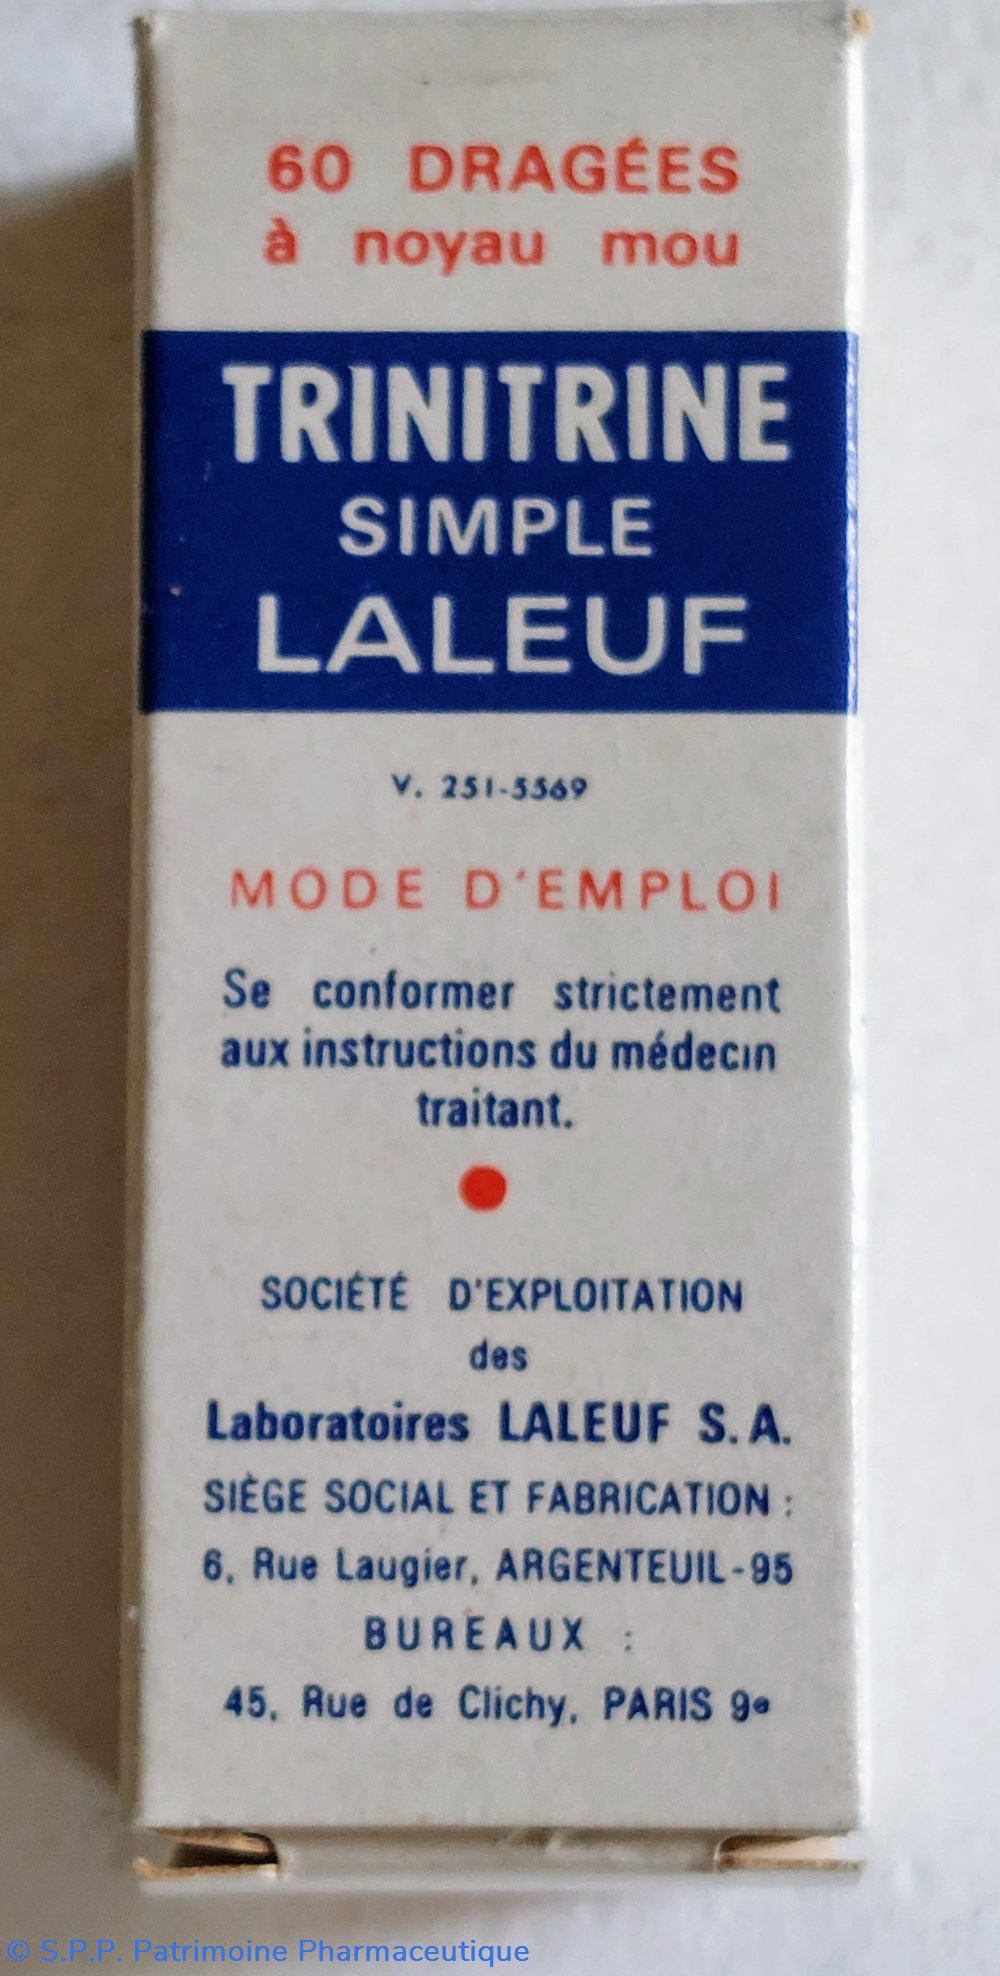 60 DRAGÉES
à noyau mou
TRINITRINE
SIMPLE
LALEUF
V. 251-5569
MODE D'EMPLOI
Se conformer strictement
aux instructions du médecin
traitant.
SOCIÉTÉ D'EXPLOITATION
des
Laboratoires LALEUF S.A.
SIÈGE SOCIAL ET FABRICATION :
6, Rue Laugier, ARGENTEUIL-95
BUREAUX :
45, Rue de Clichy, PARIS 9e
© S.P.P. Patrimoine Pharmaceutique